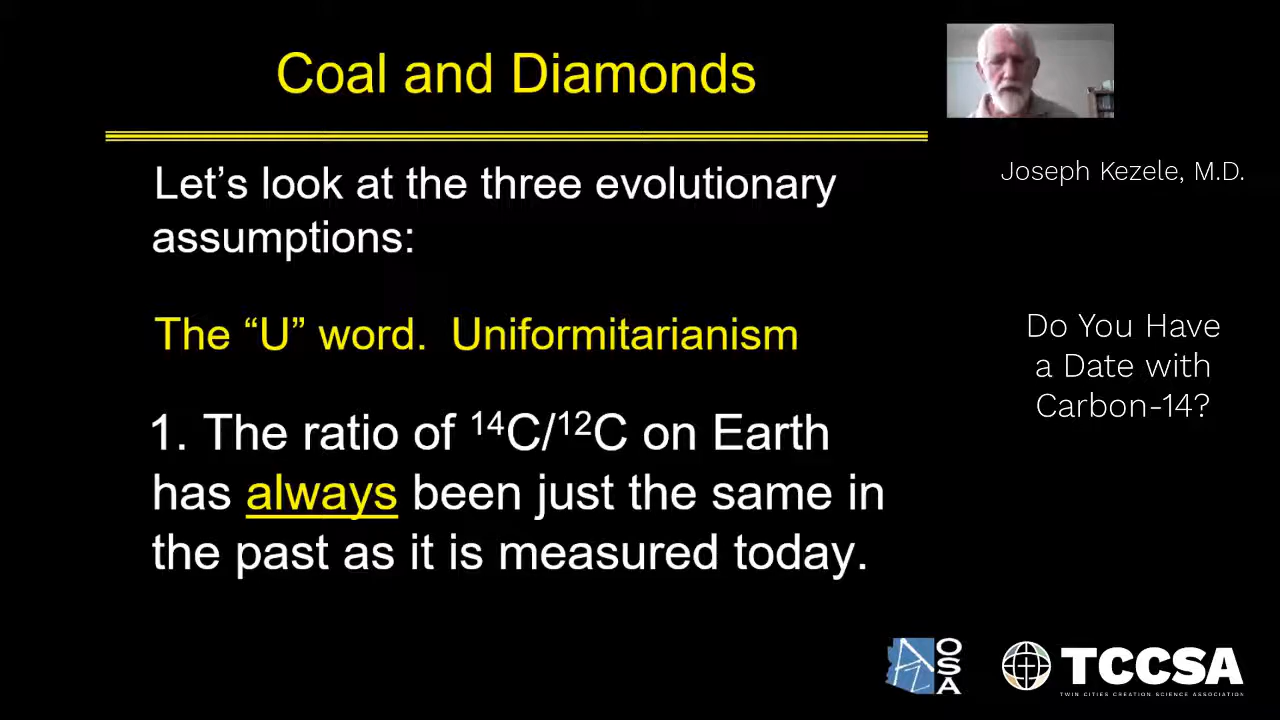 Coal and Diamonds
Let’s look at the three evolutionary
assumptions:
The “U” word.  Uniformitarianism
1. The ratio of ¹⁴C/¹²C on Earth
has always been just the same in
the past as it is measured today.
Joseph Kezele, M.D.
Do You Have
a Date with
Carbon-14?
AZ
OSA
TCCSA
TWIN CITIES CREATION SCIENCE ASSOCIATION